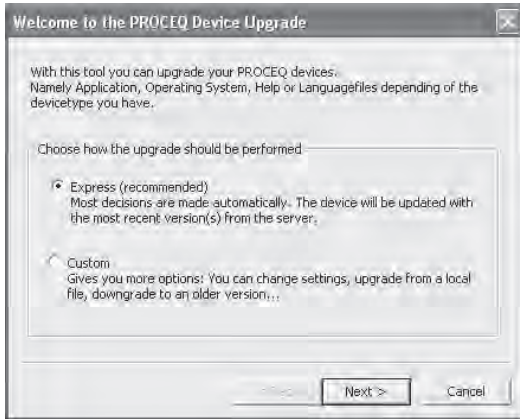 Welcome to the PROCEQ Device Upgrade
With this tool you can upgrade your PROCEQ devices.
Namely Application, Operating System, Help or Languagefiles depending of the
devicetype you have.
Choose how the upgrade should be performed
Express (recommended)
Most decisions are made automatically. The device will be updated with
the most recent version(s) from the server.
Custom
Gives you more options: You can change settings, upgrade from a local
file, downgrade to an older version...
Next >
Cancel